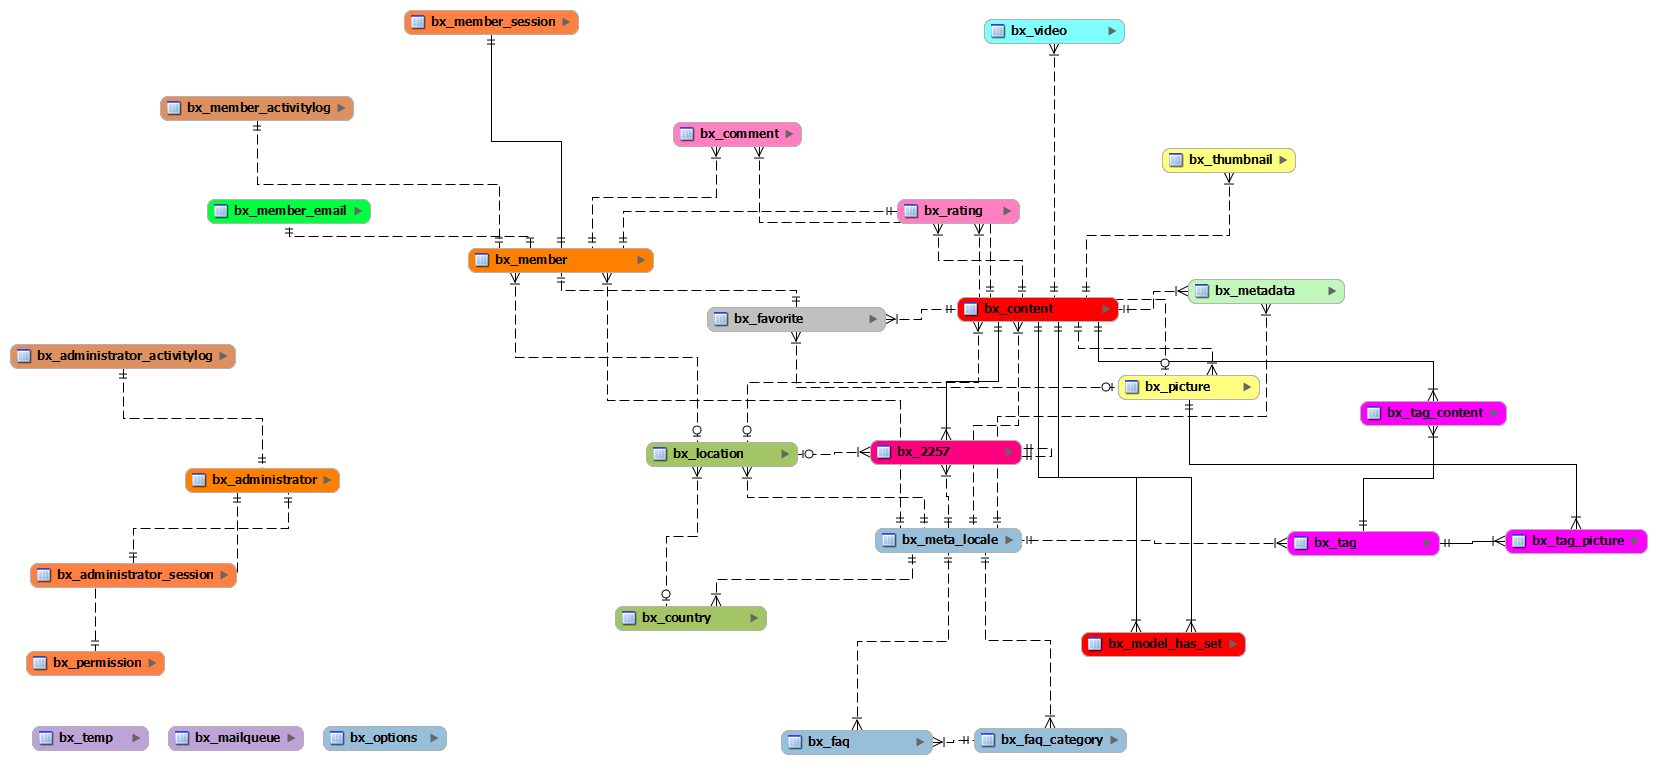 bx_member_session
bx_video
bx_member_activitylog
bx_comment
bx_thumbnail
bx_member_email
bx_rating
bx_member
bx_metadata
bx_content
bx_favorite
bx_administrator_activitylog
bx_picture
bx_tag_content
bx_location
bx_2257
bx_administrator
bx_meta_locale
bx_tag
bx_tag_picture
bx_administrator_session
bx_country
bx_model_has_set
bx_permission
bx_temp
bx_mailqueue
bx_options
bx_faq
bx_faq_category